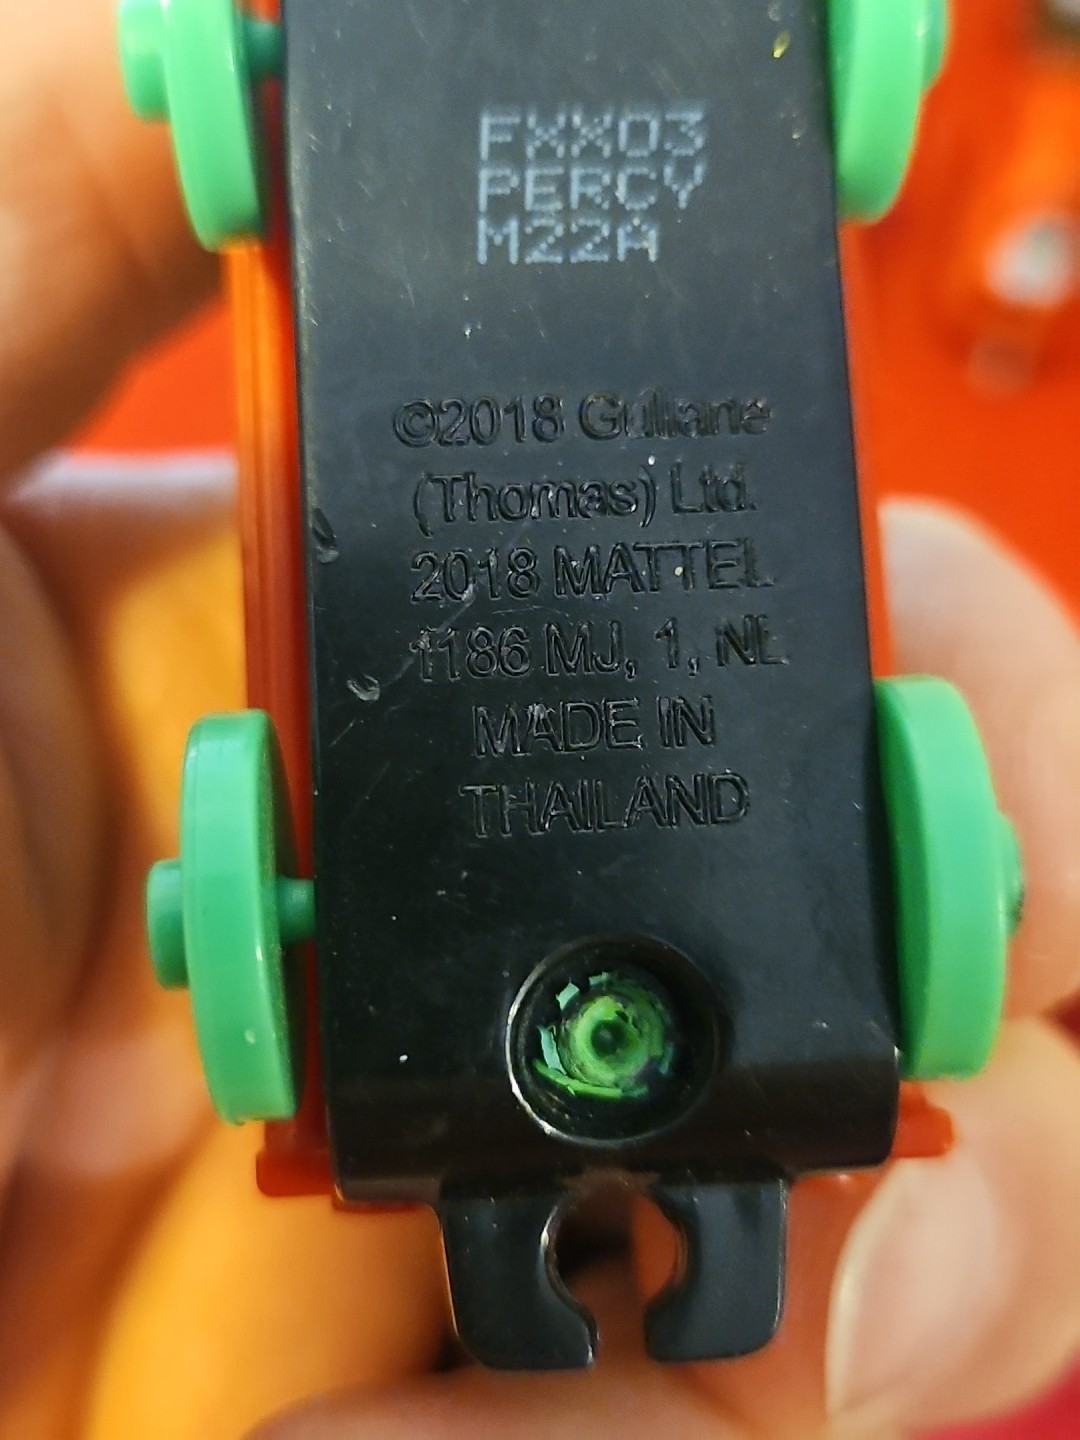 FXX03
PERCY
M22A
©2018 Gullane
(Thomas) Ltd.
2018 MATTEL
1186 MJ, 1, NL
MADE IN
THAILAND